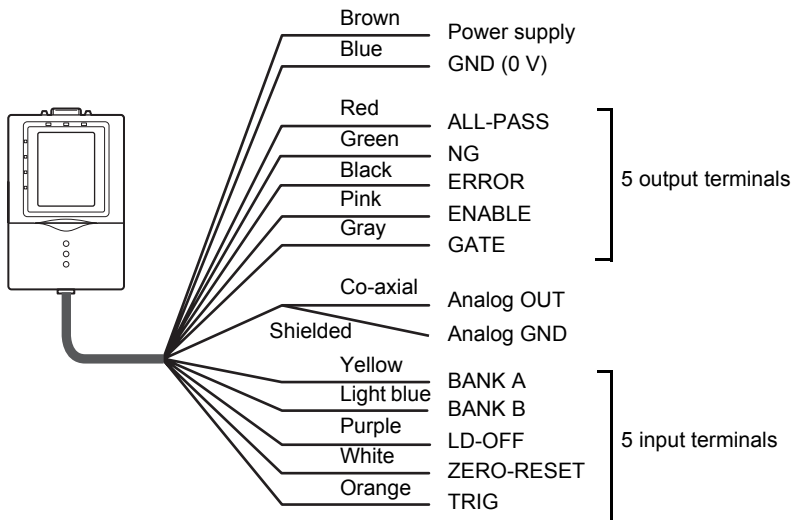 Brown Power supply
Blue GND (0 V)
Red ALL-PASS
Green NG
Black ERROR
Pink ENABLE
Gray GATE
5 output terminals
Co-axial Analog OUT
Shielded Analog GND
Yellow BANK A
Light blue BANK B
Purple LD-OFF
White ZERO-RESET
Orange TRIG
5 input terminals